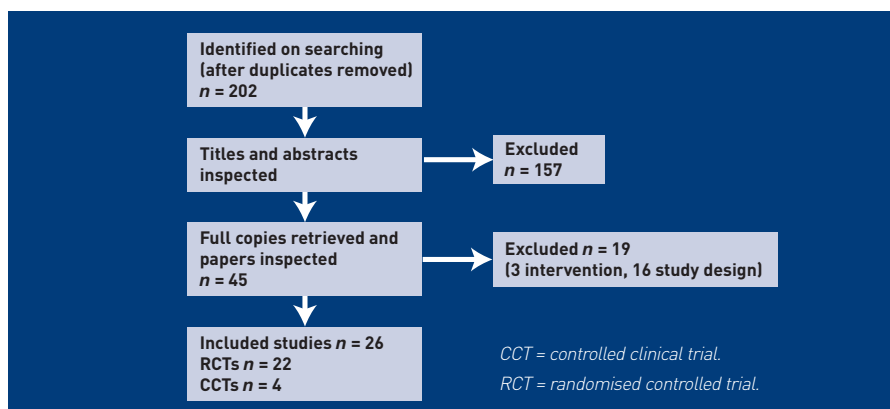 Identified on searching
(after duplicates removed)
n = 202
Titles and abstracts
inspected
Excluded
n = 157
Full copies retrieved and
papers inspected
n = 45
Excluded n = 19
(3 intervention, 16 study design)
Included studies n = 26
RCTs n = 22
CCTs n = 4
CCT = controlled clinical trial.
RCT = randomised controlled trial.